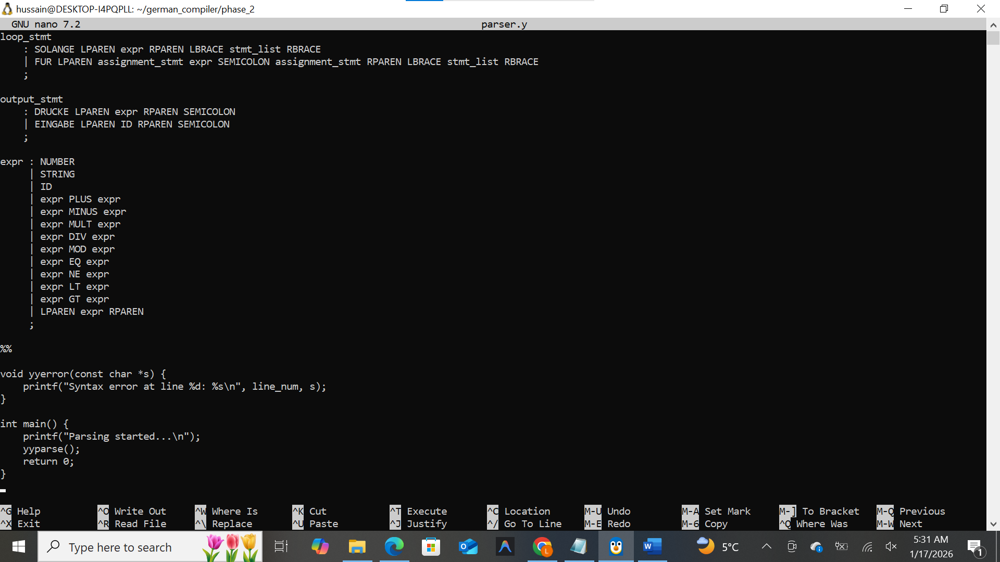 hussain@DESKTOP-I4PQPLL: ~/german_compiler/phase_2
GNU nano 7.2 parser.y
loop_stmt
    : SOLANGE LPAREN expr RPAREN LBRACE stmt_list RBRACE
    | FUR LPAREN assignment_stmt expr SEMICOLON assignment_stmt RPAREN LBRACE stmt_list RBRACE
    ;
output_stmt
    : DRUCKE LPAREN expr RPAREN SEMICOLON
    | EINGABE LPAREN ID RPAREN SEMICOLON
    ;
expr : NUMBER
     | STRING
     | ID
     | expr PLUS expr
     | expr MINUS expr
     | expr MULT expr
     | expr DIV expr
     | expr MOD expr
     | expr EQ expr
     | expr NE expr
     | expr LT expr
     | expr GT expr
     | LPAREN expr RPAREN
     ;
%%
void yyerror(const char *s) {
    printf("Syntax error at line %d: %s\n", line_num, s);
}
int main() {
    printf("Parsing started...\n");
    yyparse();
    return 0;
}
^G Help ^O Write Out ^W Where Is ^K Cut ^T Execute ^C Location M-U Undo M-A Set Mark M-] To Bracket M-Q Previous
^X Exit ^R Read File ^\ Replace ^U Paste ^J Justify ^/ Go To Line M-E Redo M-6 Copy ^Q Where Was M-W Next
Type here to search
L
W
5°C
5:31 AM
1/17/2026
1